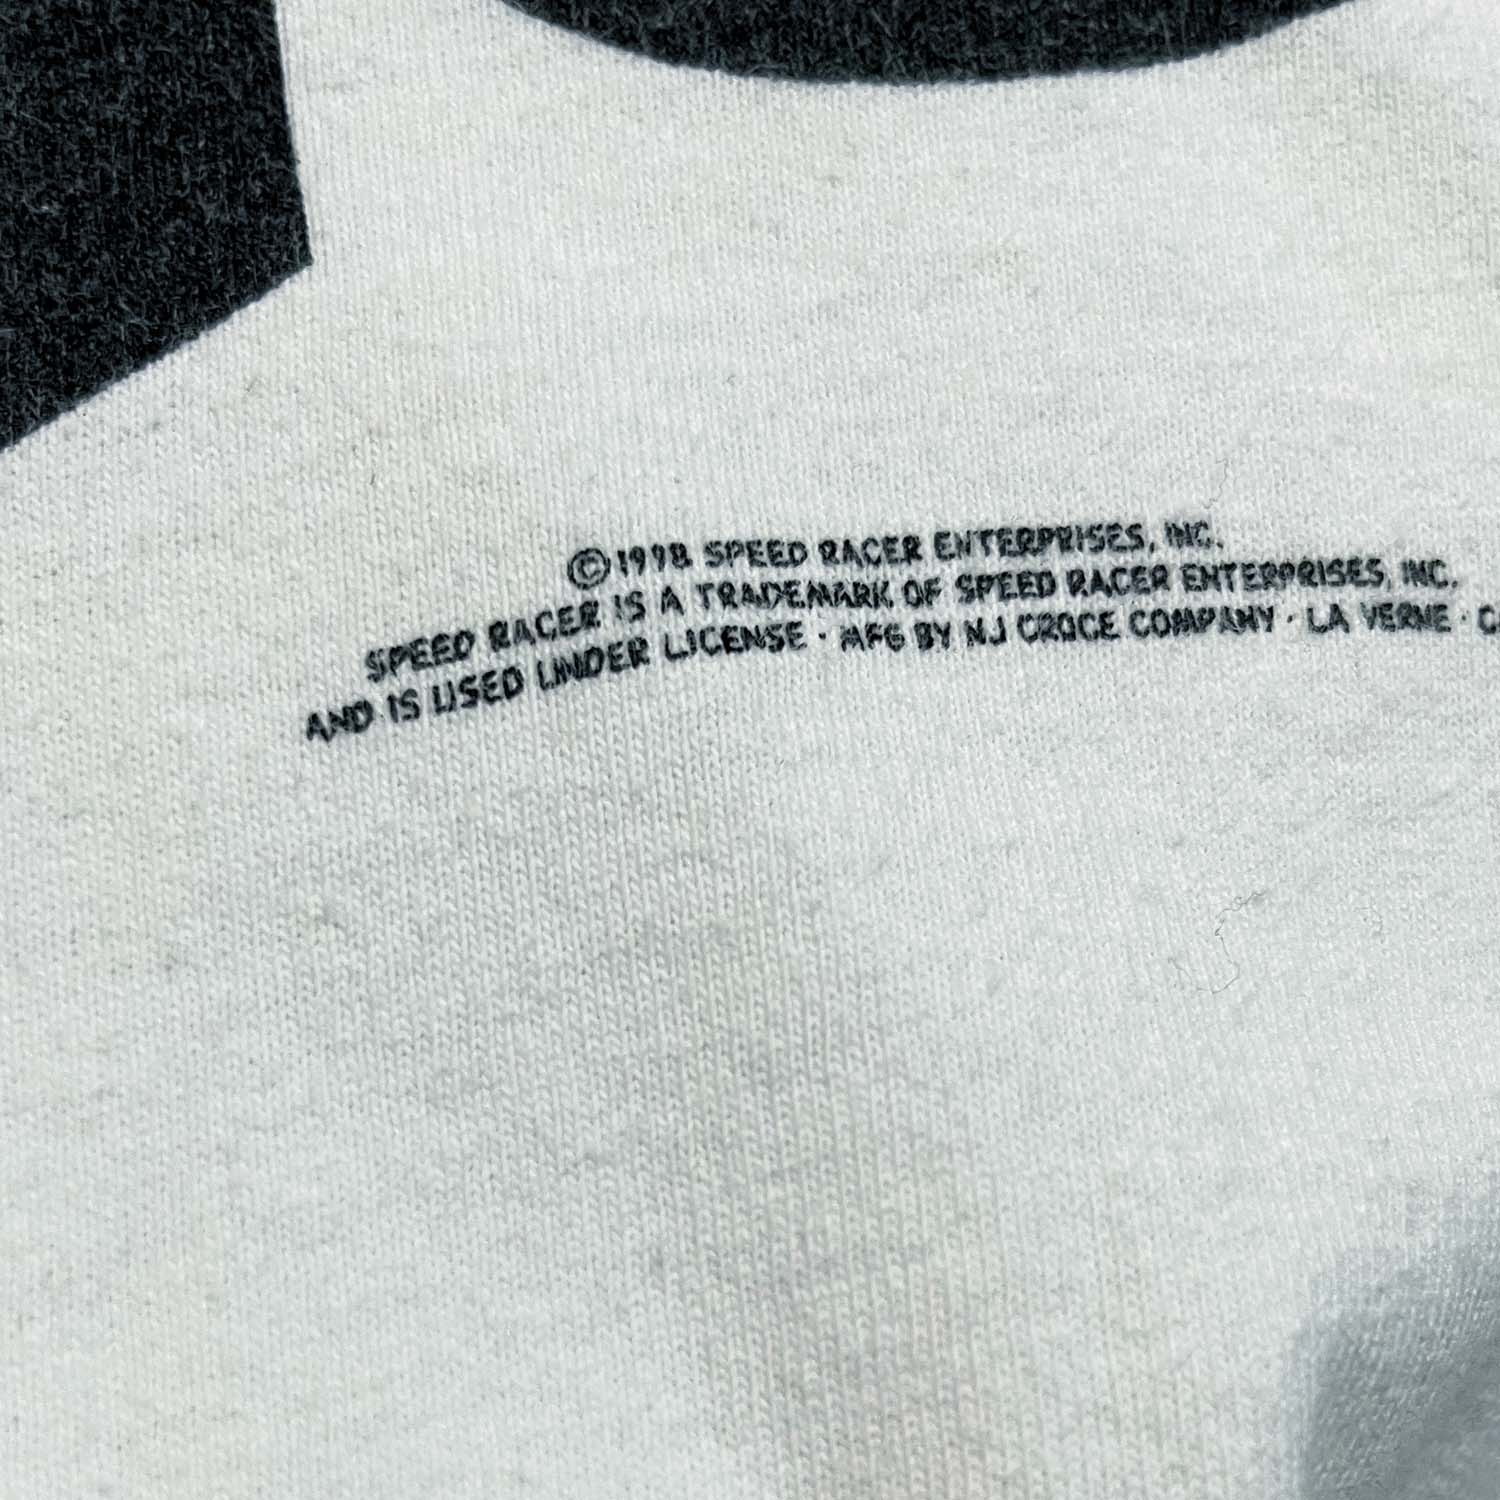 ©1998 SPEED RACER ENTERPRISES, INC.
SPEED RACER IS A TRADEMARK OF SPEED RACER ENTERPRISES, INC.
AND IS USED UNDER LICENSE · MFG BY NJ CROCE COMPANY · LA VERNE ·